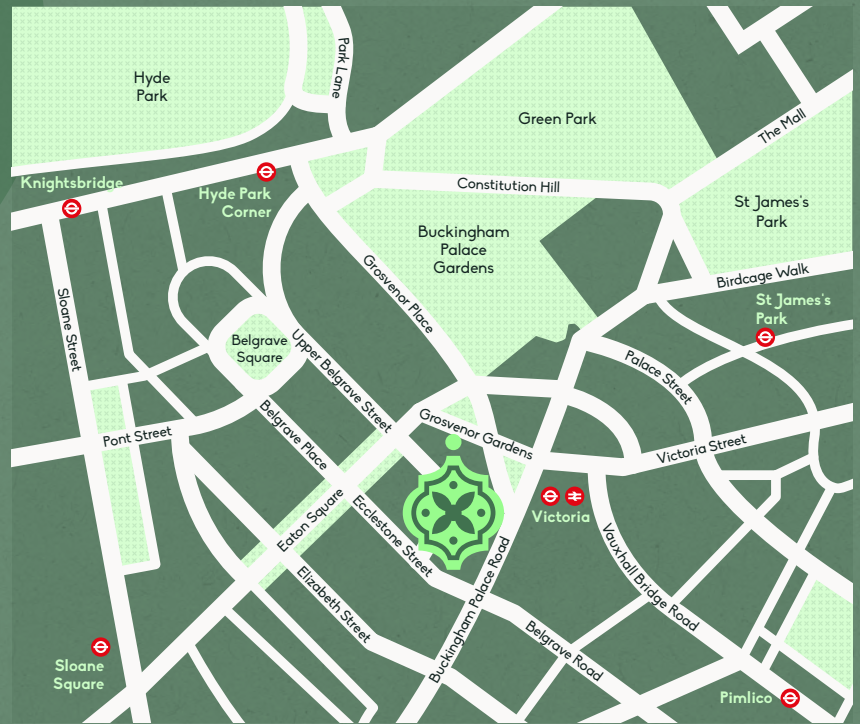 Park Lane
Hyde
Park
Green Park
The Mall
Knightsbridge
Hyde Park
Corner
Constitution Hill
St James's
Park
Buckingham
Palace
Gardens
Grosvenor Place
Birdcage Walk
St James's
Park
Sloane Street
Belgrave
Square
Upper Belgrave Street
Palace Street
Belgrave Place
Grosvenor Gardens
Pont Street
Victoria Street
Eaton Square
Ecclestone Street
Victoria
Vauxhall Bridge Road
Elizabeth Street
Buckingham Palace Road
Belgrave Road
Sloane
Square
Pimlico